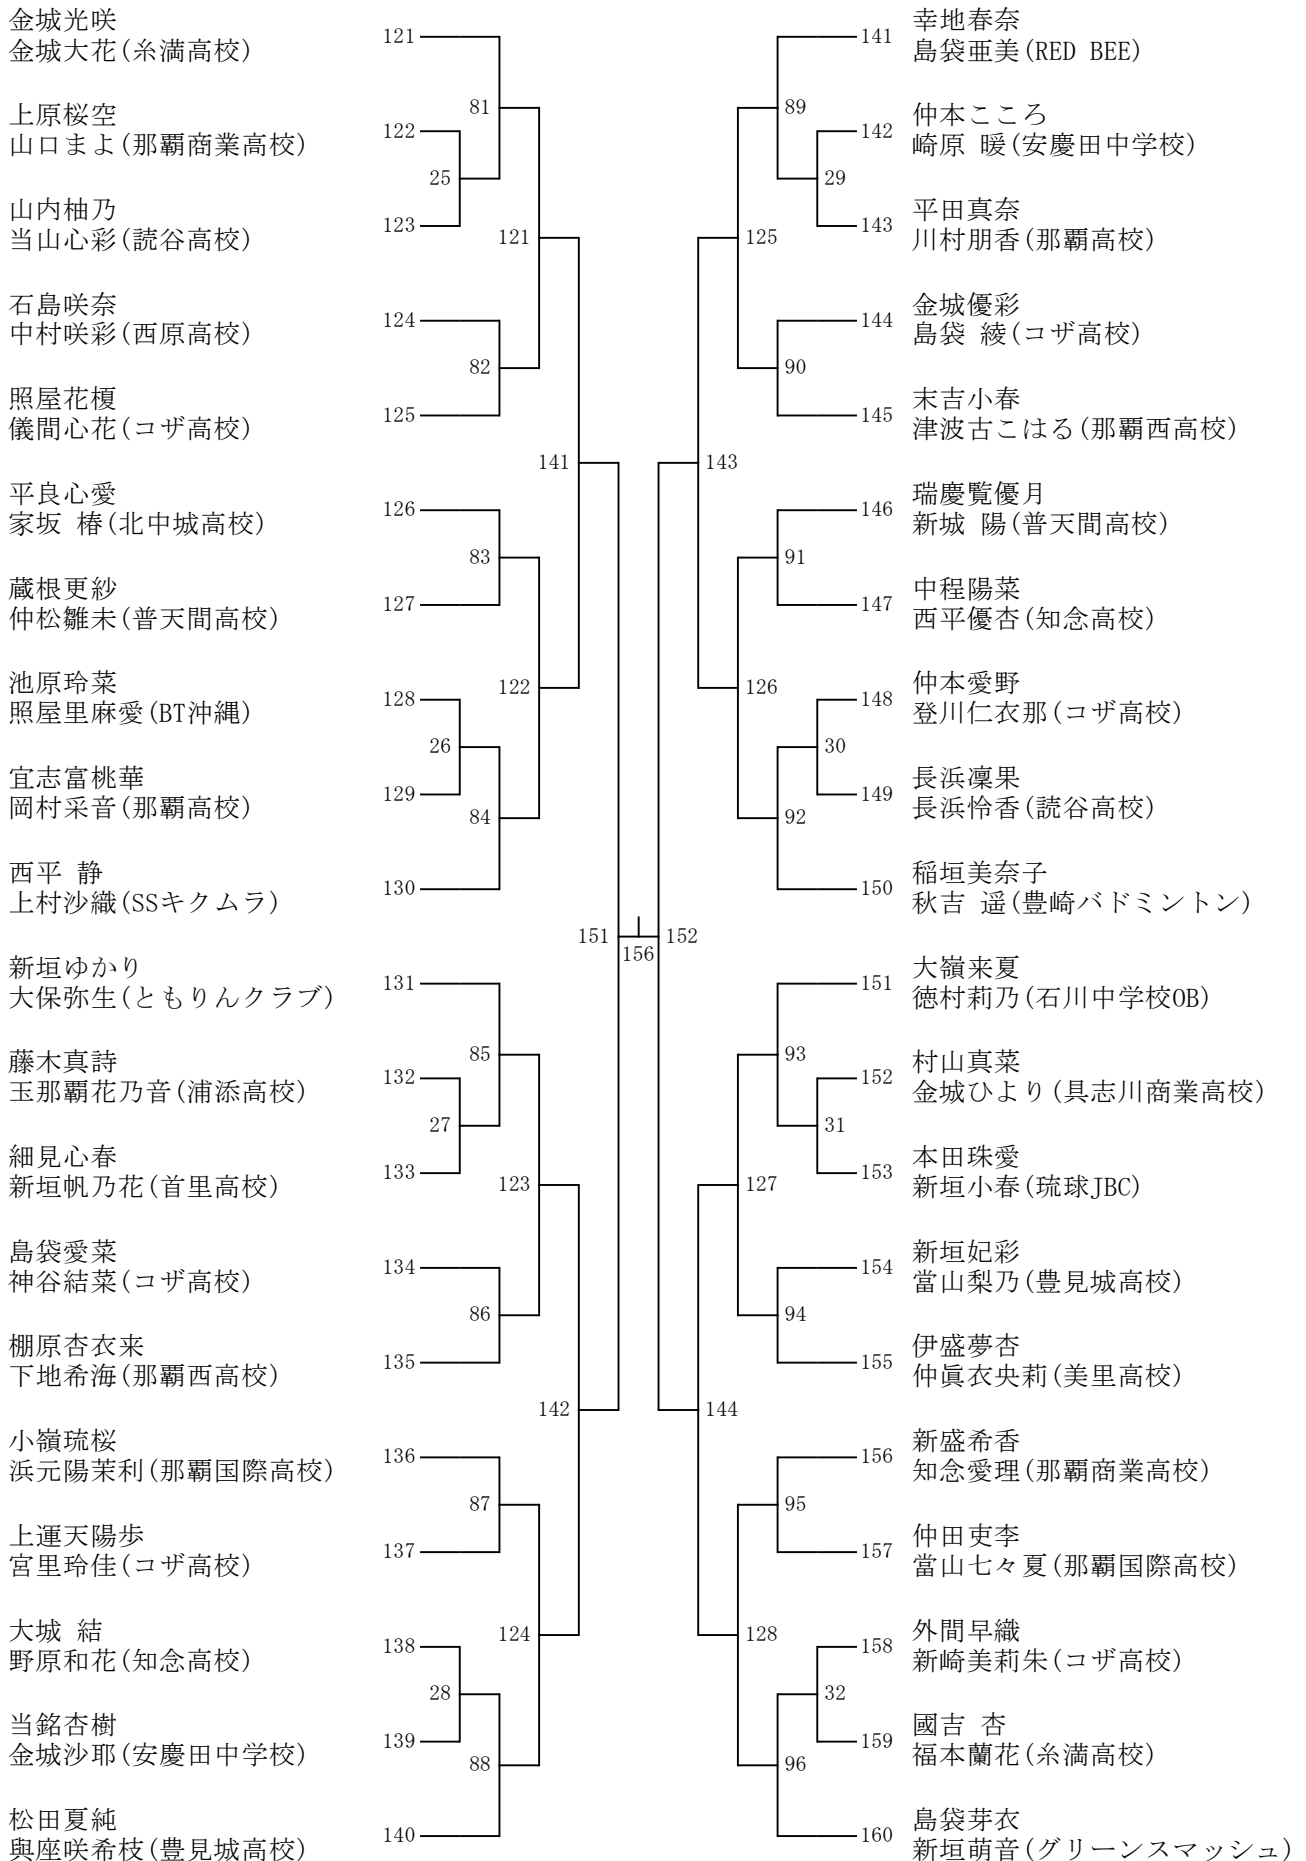 金城光咲
金城大花(糸満高校)
121
上原桜空
山口まよ(那覇商業高校)
122
山内柚乃
当山心彩(読谷高校)
123
石島咲奈
中村咲彩(西原高校)
124
照屋花榎
儀間心花(コザ高校)
125
平良心愛
家坂 椿(北中城高校)
126
蔵根更紗
仲松雛未(普天間高校)
127
池原玲菜
照屋里麻愛(BT沖縄)
128
宜志富桃華
岡村采音(那覇高校)
129
西平 静
上村沙織(SSキクムラ)
130
新垣ゆかり
大保弥生(ともりんクラブ)
131
藤木真詩
玉那覇花乃音(浦添高校)
132
細見心春
新垣帆乃花(首里高校)
133
島袋愛菜
神谷結菜(コザ高校)
134
棚原杏衣来
下地希海(那覇西高校)
135
小嶺琉桜
浜元陽茉利(那覇国際高校)
136
上運天陽歩
宮里玲佳(コザ高校)
137
大城 結
野原和花(知念高校)
138
当銘杏樹
金城沙耶(安慶田中学校)
139
松田夏純
與座咲希枝(豊見城高校)
140
81
25
121
82
141
83
122
26
84
151
85
27
123
86
142
87
124
28
88
156
152
89
29
125
90
143
91
126
30
92
93
31
127
94
144
95
128
32
96
141
幸地春奈
島袋亜美(RED BEE)
142
仲本こころ
崎原 暖(安慶田中学校)
143
平田真奈
川村朋香(那覇高校)
144
金城優彩
島袋 綾(コザ高校)
145
末吉小春
津波古こはる(那覇西高校)
146
瑞慶覧優月
新城 陽(普天間高校)
147
中程陽菜
西平優杏(知念高校)
148
仲本愛野
登川仁衣那(コザ高校)
149
長浜凜果
長浜怜香(読谷高校)
150
稲垣美奈子
秋吉 遥(豊崎バドミントン)
151
大嶺来夏
徳村莉乃(石川中学校OB)
152
村山真菜
金城ひより(具志川商業高校)
153
本田珠愛
新垣小春(琉球JBC)
154
新垣妃彩
當山梨乃(豊見城高校)
155
伊盛夢杏
仲眞衣央莉(美里高校)
156
新盛希香
知念愛理(那覇商業高校)
157
仲田吏李
當山七々夏(那覇国際高校)
158
外間早織
新崎美莉朱(コザ高校)
159
國吉 杏
福本蘭花(糸満高校)
160
島袋芽衣
新垣萌音(グリーンスマッシュ)